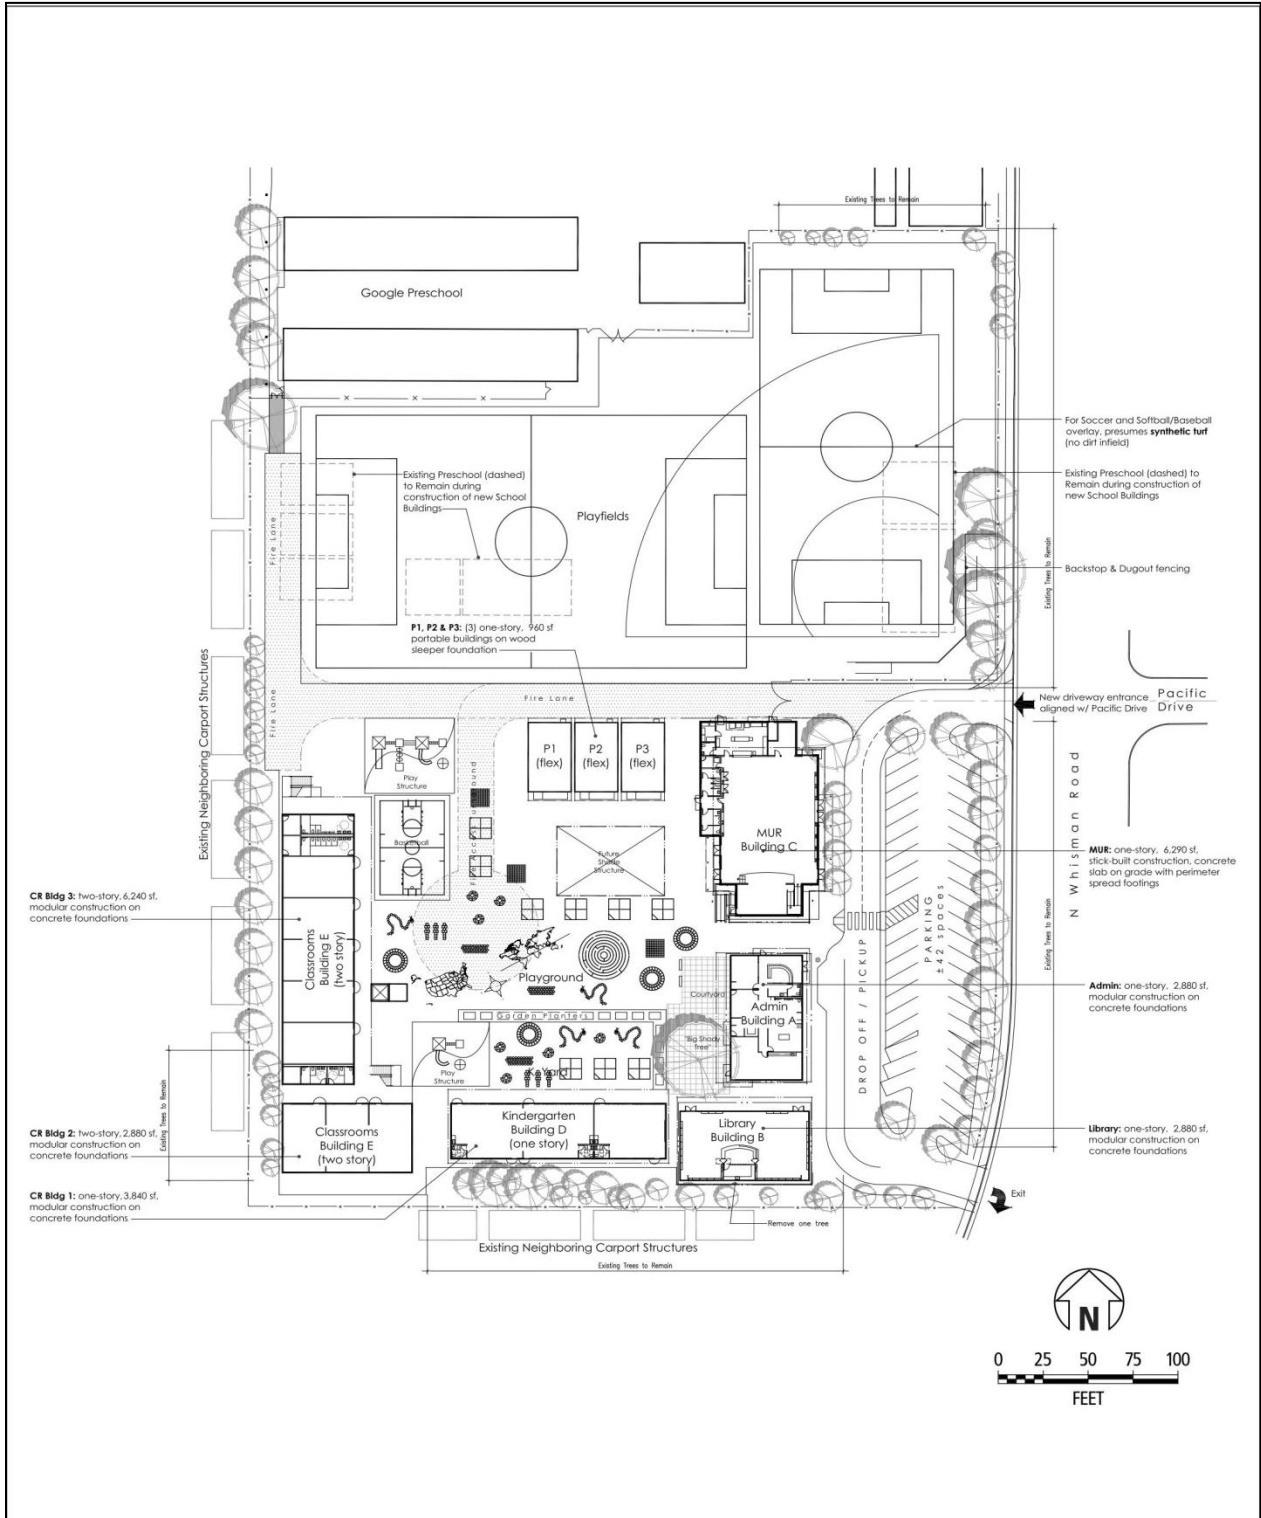 Existing Trees to Remain
Google Preschool
For Soccer and Softball/Baseball
overlay, presumes synthetic turf
(no dirt infield)
Existing Preschool (dashed)
to Remain during
construction of new School
Buildings
Existing Preschool (dashed) to
Remain during construction of
new School Buildings
Playfields
Fire Lane
Existing Trees to Remain
Backstop & Dugout fencing
P1, P2 & P3: (3) one-story, 960 sf
portable buildings on wood
sleeper foundation
Existing Neighboring Carport Structures
Fire Lane
Fire Lane
New driveway entrance
aligned w/ Pacific Drive
Pacific
Drive
P1
(flex)
P2
(flex)
P3
(flex)
Play
Structure
Basketball
Future
Shade
Structure
MUR
Building C
N Whisman Road
MUR: one-story, 6,290 sf,
stick-built construction, concrete
slab on grade with perimeter
spread footings
CR Bldg 3: two-story, 6,240 sf,
modular construction on
concrete foundations
Classrooms
Building E
(two story)
PARKING
±42 spaces
Existing Trees to Remain
DROP OFF / PICKUP
Playground
Courtyard
Admin
Building A
Admin: one-story, 2,880 sf,
modular construction on
concrete foundations
Garden Planters
"Big Shady
Tree"
Play
Structure
K-Yard
Existing Trees to Remain
CR Bldg 2: two-story, 2,880 sf,
modular construction on
concrete foundations
Classrooms
Building E
(two story)
Kindergarten
Building D
(one story)
Library
Building B
Library: one-story, 2,880 sf,
modular construction on
concrete foundations
CR Bldg 1: one-story, 3,840 sf,
modular construction on
concrete foundations
Exit
Remove one tree
Existing Neighboring Carport Structures
Existing Trees to Remain
N
0 25 50 75 100
FEET